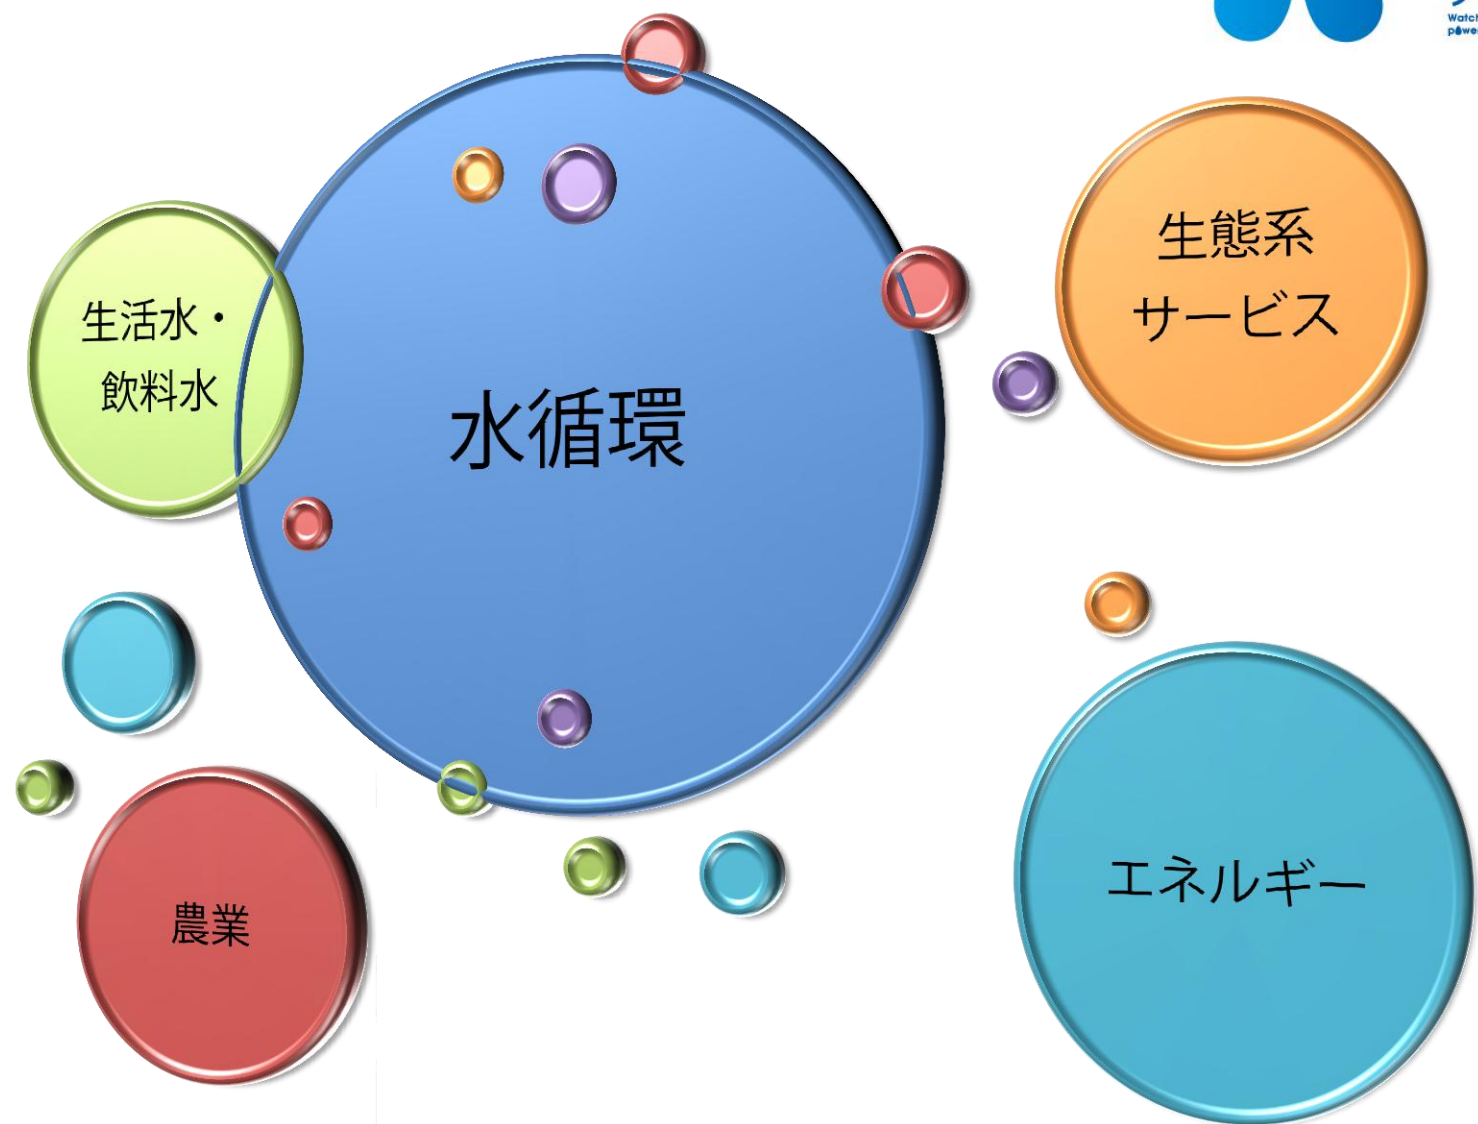 生態系
サービス
生活水・
飲料水
水循環
エネルギー
農業